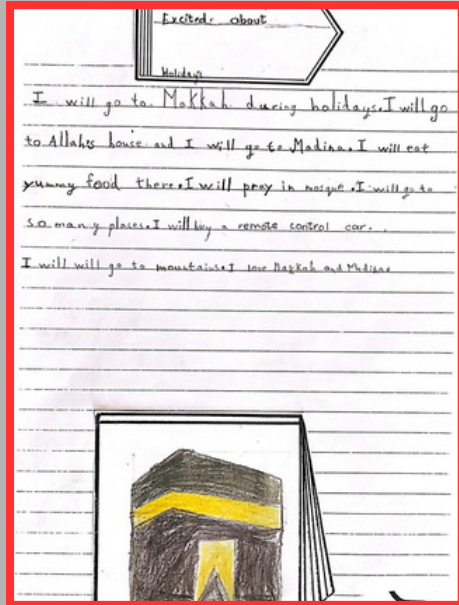 Excited about
Holidays
I will go to Makkah during holidays. I will go
to Allah's house and I will go to Madina. I will eat
yummy food there. I will pray in mosque. I will go to
so many places. I will buy a remote control car.
I will will go to mountains. I love Makkah and Madina